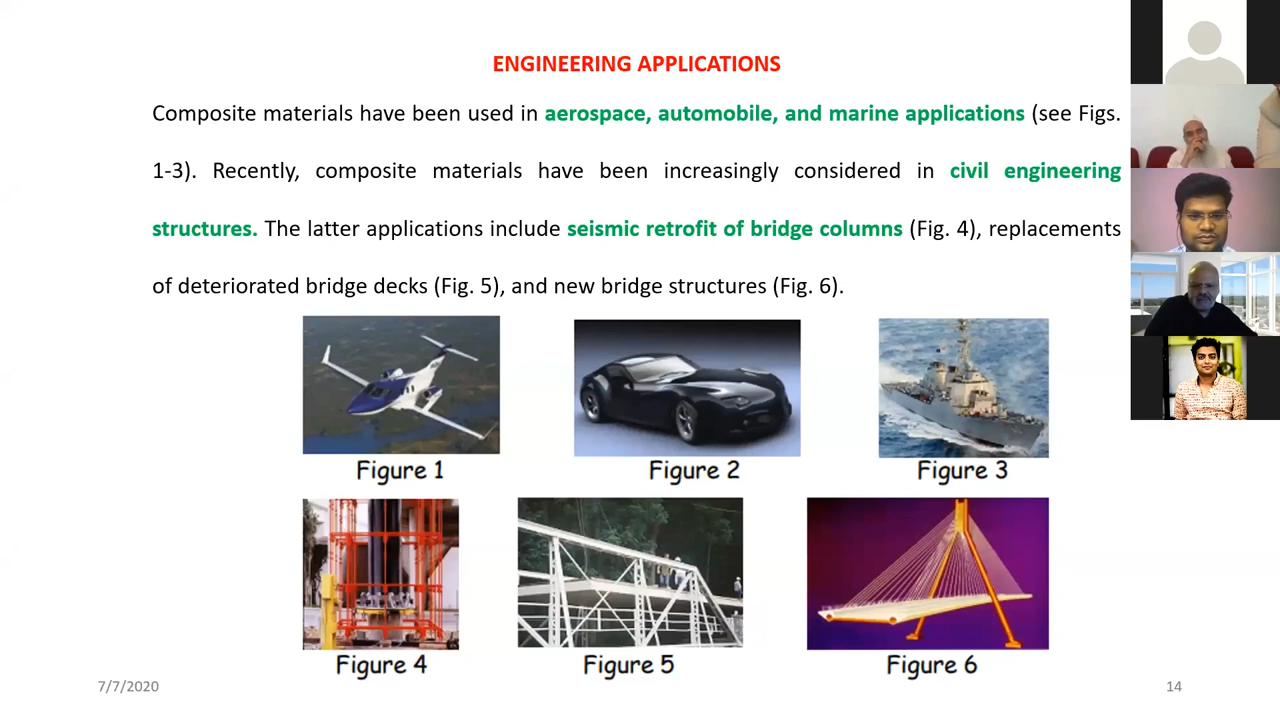 ENGINEERING APPLICATIONS
Composite materials have been used in aerospace, automobile, and marine applications (see Figs.
1-3). Recently, composite materials have been increasingly considered in civil engineering
structures. The latter applications include seismic retrofit of bridge columns (Fig. 4), replacements
of deteriorated bridge decks (Fig. 5), and new bridge structures (Fig. 6).
Figure 1
Figure 2
Figure 3
Figure 4
Figure 5
Figure 6
7/7/2020
14